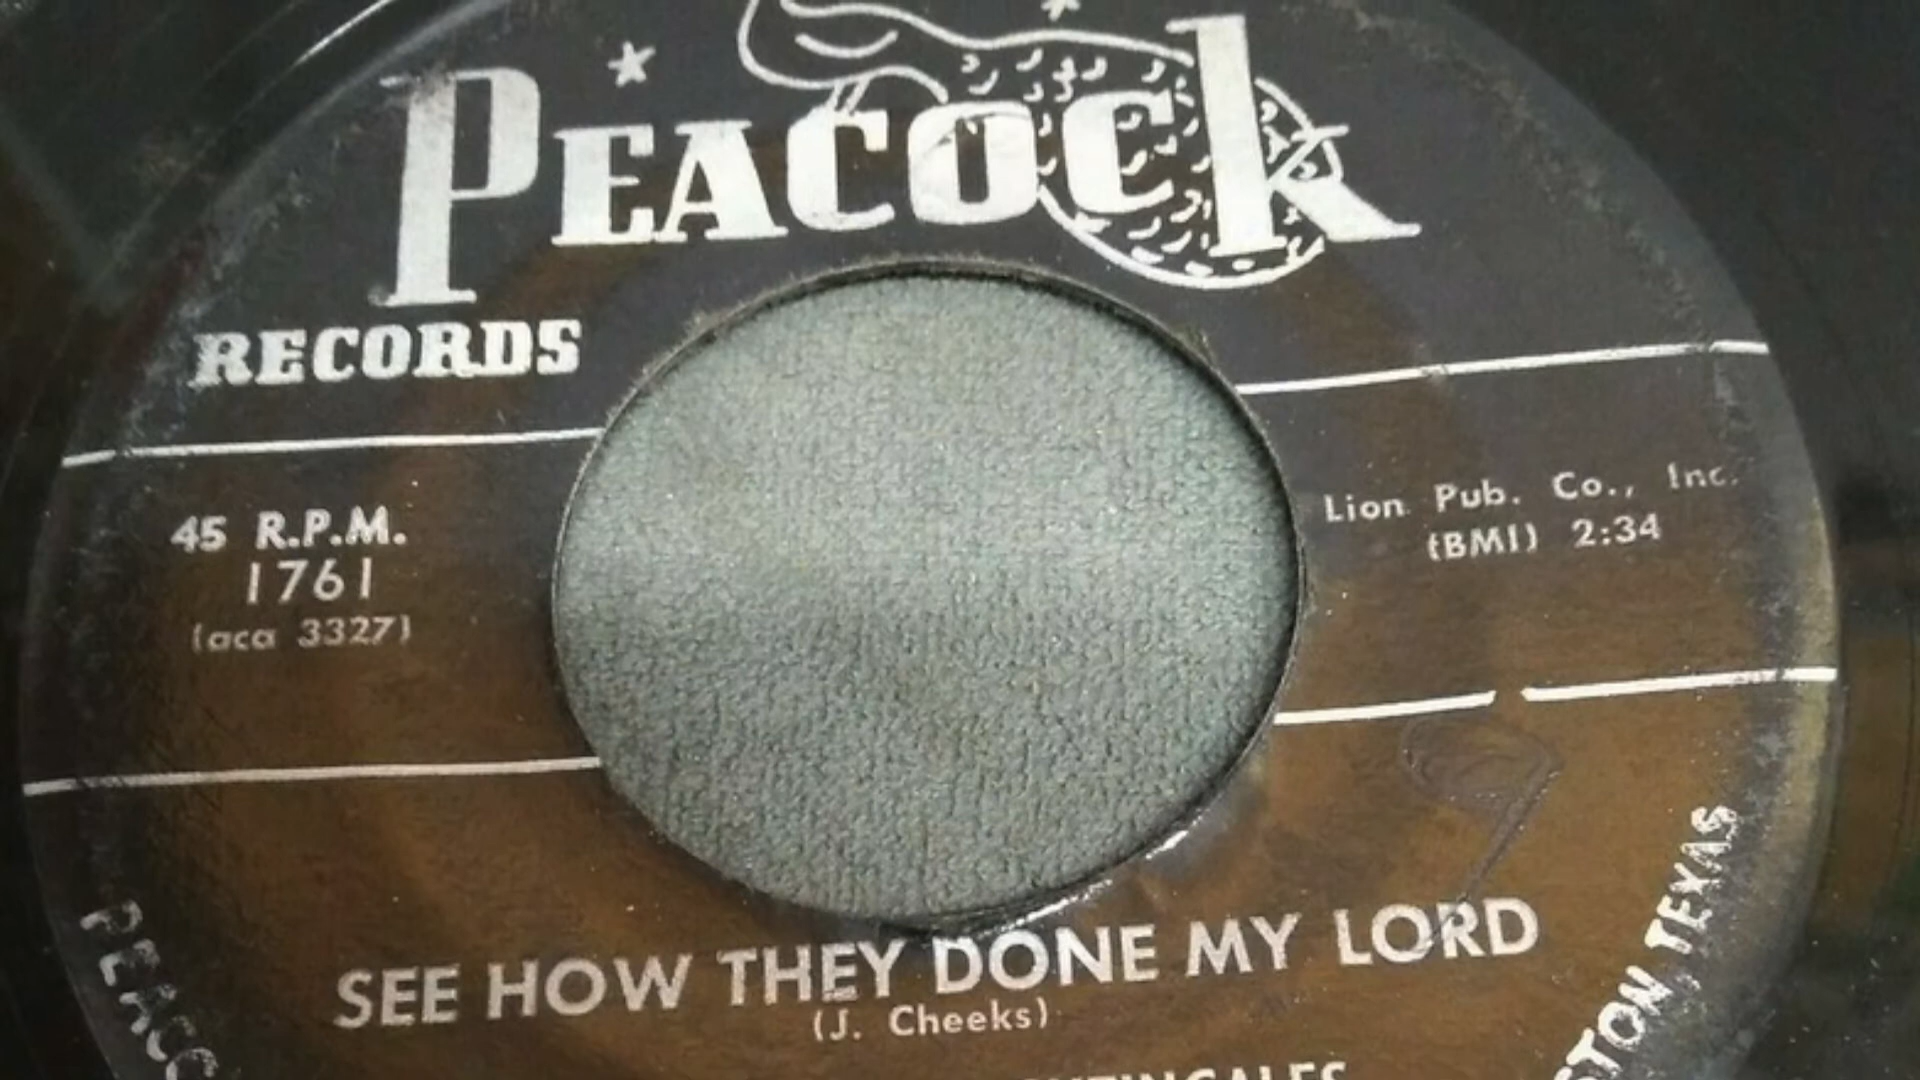 PEACOCK
RECORDS
45 R.P.M.
1761
(aca 3327)
Lion Pub. Co., Inc.
(BMI) 2:34
SEE HOW THEY DONE MY LORD
(J. Cheeks)